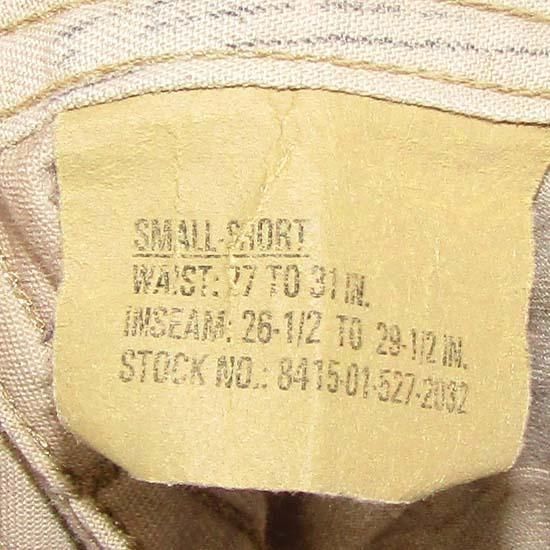 SMALL-SHORT
WAIST: 27 TO 31 IN.
INSEAM: 26-1/2 TO 29-1/2 IN.
STOCK NO.: 8415-01-527-2032